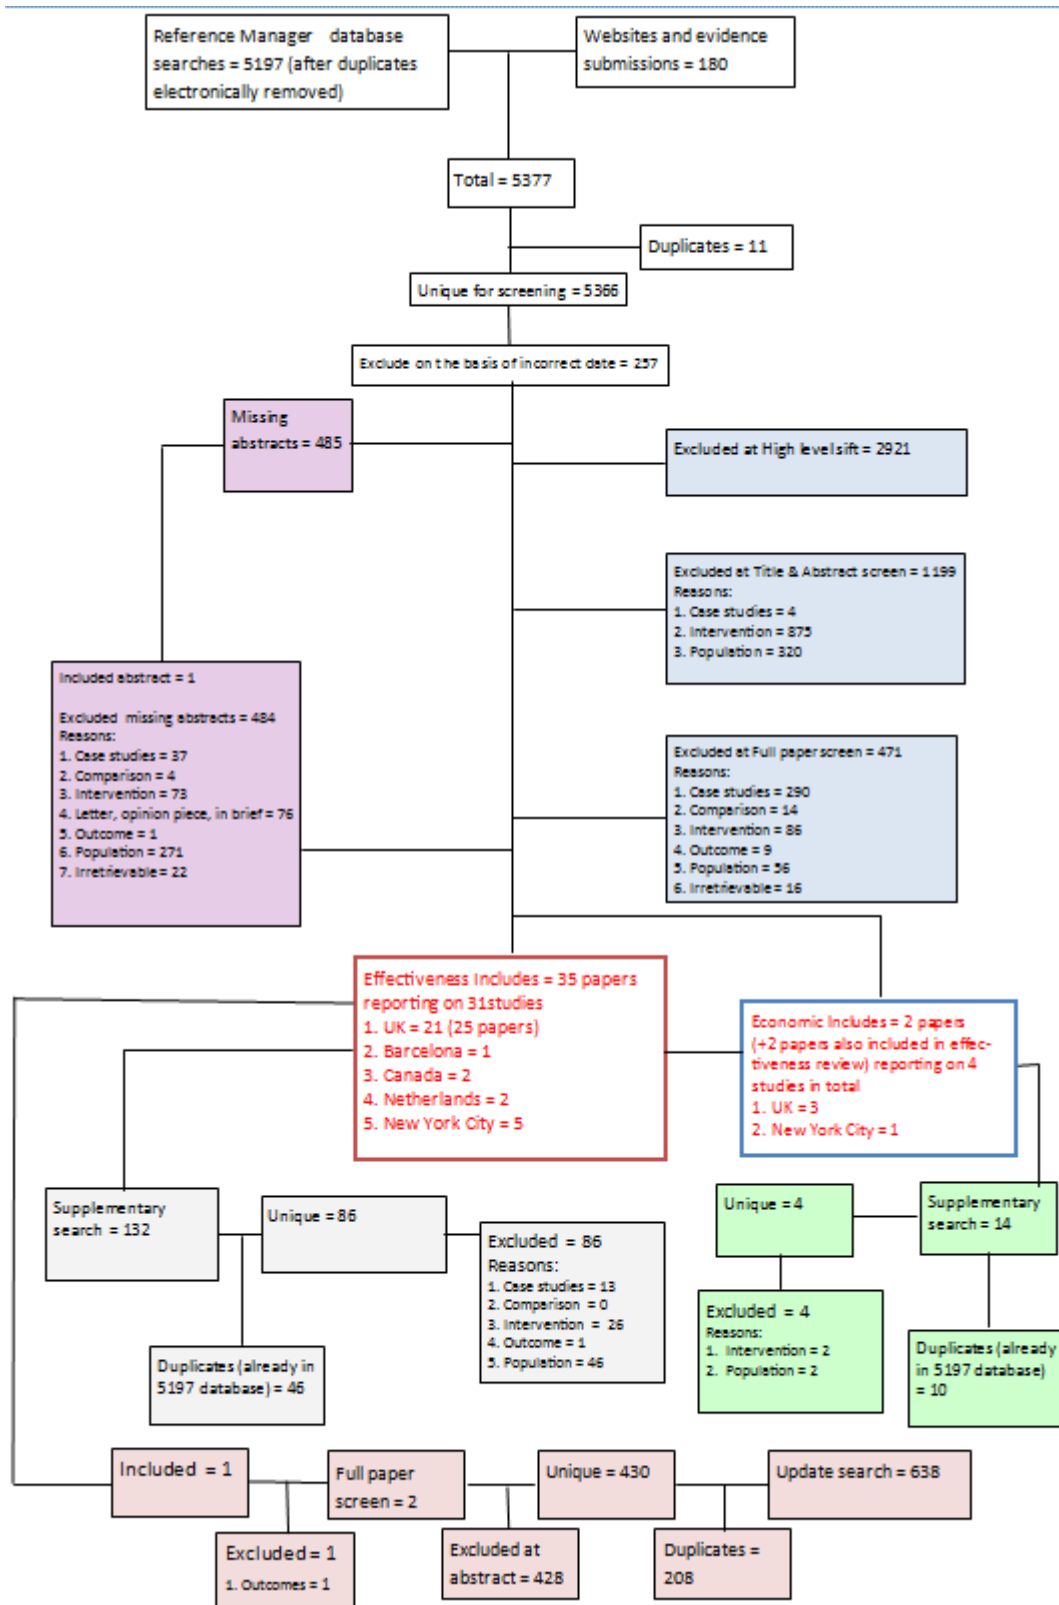 Reference Manager database
searches = 5197 (after duplicates
electronically removed)
Websites and evidence
submissions = 180
Total = 5377
Duplicates = 11
Unique for screening = 5366
Exclude on the basis of incorrect date = 257
Missing
abstracts = 485
Excluded at High level sift = 2921
Excluded at Title & Abstract screen = 1199
Reasons:
1. Case studies = 4
2. Intervention = 875
3. Population = 320
Included abstract = 1
Excluded missing abstracts = 484
Reasons:
1. Case studies = 37
2. Comparison = 4
3. Intervention = 73
4. Letter, opinion piece, in brief = 76
5. Outcome = 1
6. Population = 271
7. Irretrievable = 22
Excluded at Full paper screen = 471
Reasons:
1. Case studies = 290
2. Comparison = 14
3. Intervention = 86
4. Outcome = 9
5. Population = 56
6. Irretrievable = 16
Effectiveness Includes = 35 papers
reporting on 31studies
1. UK = 21 (25 papers)
2. Barcelona = 1
3. Canada = 2
4. Netherlands = 2
5. New York City = 5
Economic Includes = 2 papers
(+2 papers also included in effec-
tiveness review) reporting on 4
studies in total
1. UK = 3
2. New York City = 1
Supplementary
search = 132
Unique = 86
Excluded = 86
Reasons:
1. Case studies = 13
2. Comparison = 0
3. Intervention = 26
4. Outcome = 1
5. Population = 46
Duplicates (already in
5197 database) = 46
Unique = 4
Supplementary
search = 14
Excluded = 4
Reasons:
1. Intervention = 2
2. Population = 2
Duplicates (already
in 5197 database)
= 10
Included = 1
Full paper
screen = 2
Unique = 430
Update search = 638
Excluded = 1
1. Outcomes = 1
Excluded at
abstract = 428
Duplicates =
208